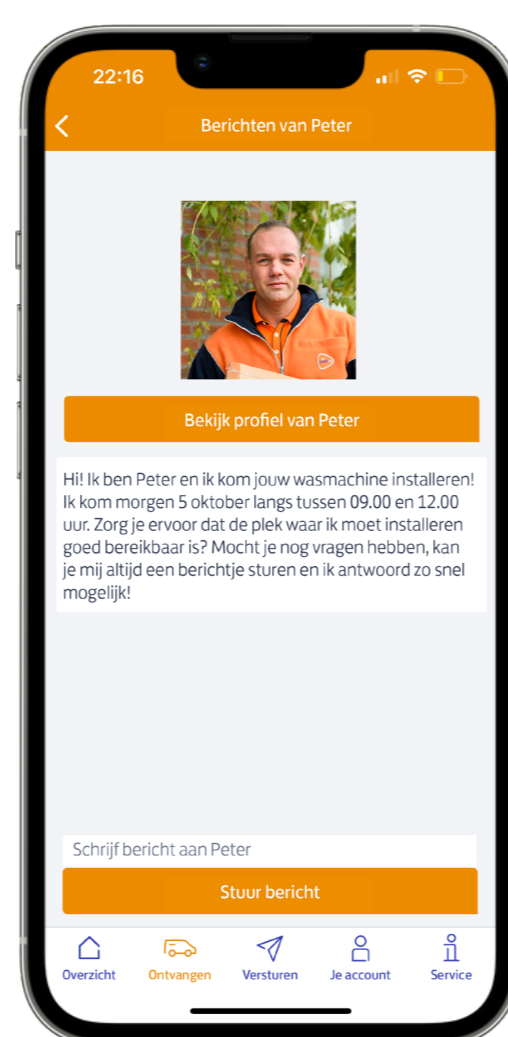 22:16
Berichten van Peter
Bekijk profiel van Peter
Hi! Ik ben Peter en ik kom jouw wasmachine installeren!
Ik kom morgen 5 oktober langs tussen 09.00 en 12.00
uur. Zorg je ervoor dat de plek waar ik moet installeren
goed bereikbaar is? Mocht je nog vragen hebben, kan
je mij altijd een berichtje sturen en ik antwoord zo snel
mogelijk!
Schrijf bericht aan Peter
Stuur bericht
Overzicht Ontvangen Versturen Je account Service